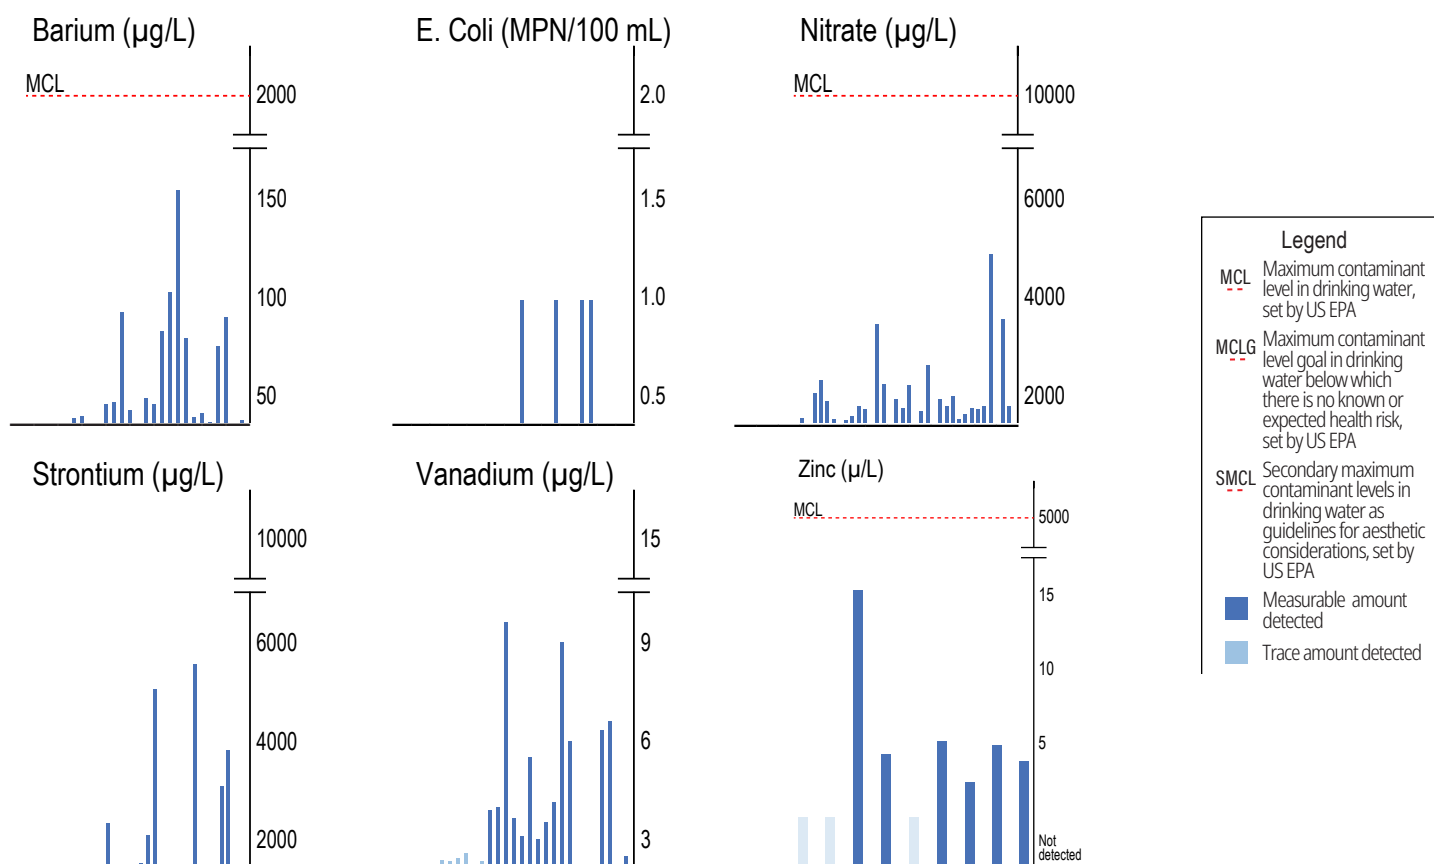 Barium (µg/L)
MCL
2000
150
100
50
E. Coli (MPN/100 mL)
2.0
1.5
1.0
0.5
Nitrate (µg/L)
MCL
10000
6000
4000
2000
Strontium (µg/L)
10000
6000
4000
2000
Vanadium (µg/L)
15
9
6
3
Zinc (µ/L)
MCL
5000
15
10
5
Not
detected
Legend
MCL Maximum contaminant
level in drinking water,
set by US EPA
MCLG Maximum contaminant
level goal in drinking
water below which
there is no known or
expected health risk,
set by US EPA
SMCL Secondary maximum
contaminant levels in
drinking water as
guidelines for aesthetic
considerations, set by
US EPA
Measurable amount
detected
Trace amount detected